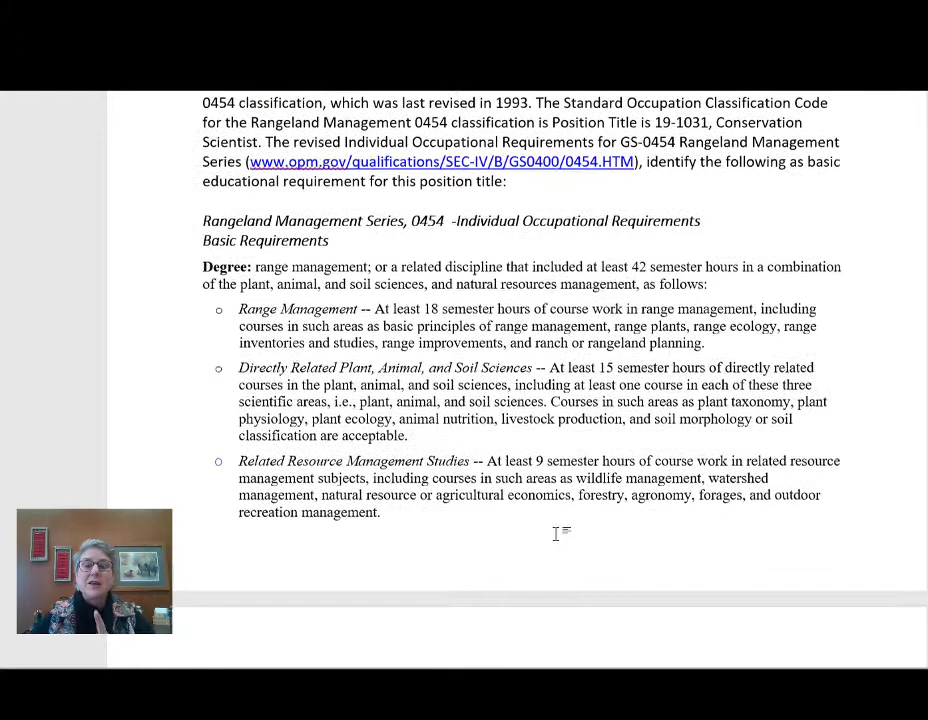 0454 classification, which was last revised in 1993. The Standard Occupation Classification Code
for the Rangeland Management 0454 classification is Position Title is 19-1031, Conservation
Scientist. The revised Individual Occupational Requirements for GS-0454 Rangeland Management
Series (www.opm.gov/qualifications/SEC-IV/B/GS0400/0454.HTM), identify the following as basic
educational requirement for this position title:
Rangeland Management Series, 0454 -Individual Occupational Requirements
Basic Requirements
Degree: range management; or a related discipline that included at least 42 semester hours in a combination
of the plant, animal, and soil sciences, and natural resources management, as follows:
o Range Management -- At least 18 semester hours of course work in range management, including
courses in such areas as basic principles of range management, range plants, range ecology, range
inventories and studies, range improvements, and ranch or rangeland planning.
o Directly Related Plant, Animal, and Soil Sciences -- At least 15 semester hours of directly related
courses in the plant, animal, and soil sciences, including at least one course in each of these three
scientific areas, i.e., plant, animal, and soil sciences. Courses in such areas as plant taxonomy, plant
physiology, plant ecology, animal nutrition, livestock production, and soil morphology or soil
classification are acceptable.
o Related Resource Management Studies -- At least 9 semester hours of course work in related resource
management subjects, including courses in such areas as wildlife management, watershed
management, natural resource or agricultural economics, forestry, agronomy, forages, and outdoor
recreation management.